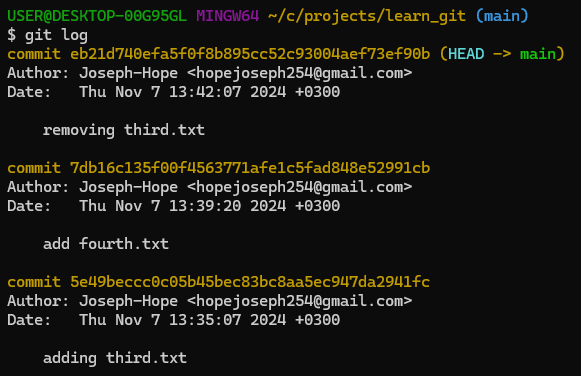 USER@DESKTOP-00G95GL MINGW64 ~/c/projects/learn_git (main)
$ git log
commit eb21d740efa5f0f8b895cc52c93004aef73ef90b (HEAD -> main)
Author: Joseph-Hope <hopejoseph254@gmail.com>
Date:   Thu Nov 7 13:42:07 2024 +0300
    removing third.txt
commit 7db16c135f00f4563771afe1c5fad848e52991cb
Author: Joseph-Hope <hopejoseph254@gmail.com>
Date:   Thu Nov 7 13:39:20 2024 +0300
    add fourth.txt
commit 5e49beccc0c05b45bec83bc8aa5ec947da2941fc
Author: Joseph-Hope <hopejoseph254@gmail.com>
Date:   Thu Nov 7 13:35:07 2024 +0300
    adding third.txt